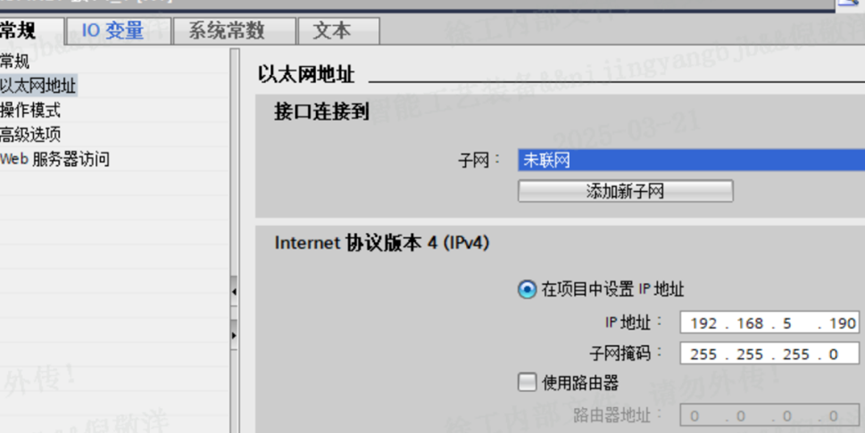 常规 IO 变量 系统常数 文本
常规
以太网地址
操作模式
高级选项
Web 服务器访问
以太网地址
接口连接到
子网： 未联网
添加新子网
Internet 协议版本 4 (IPv4)
在项目中设置 IP 地址
IP 地址： 192 . 168 . 5 . 190
子网掩码： 255 . 255 . 255 . 0
使用路由器
路由器地址： 0 . 0 . 0 . 0